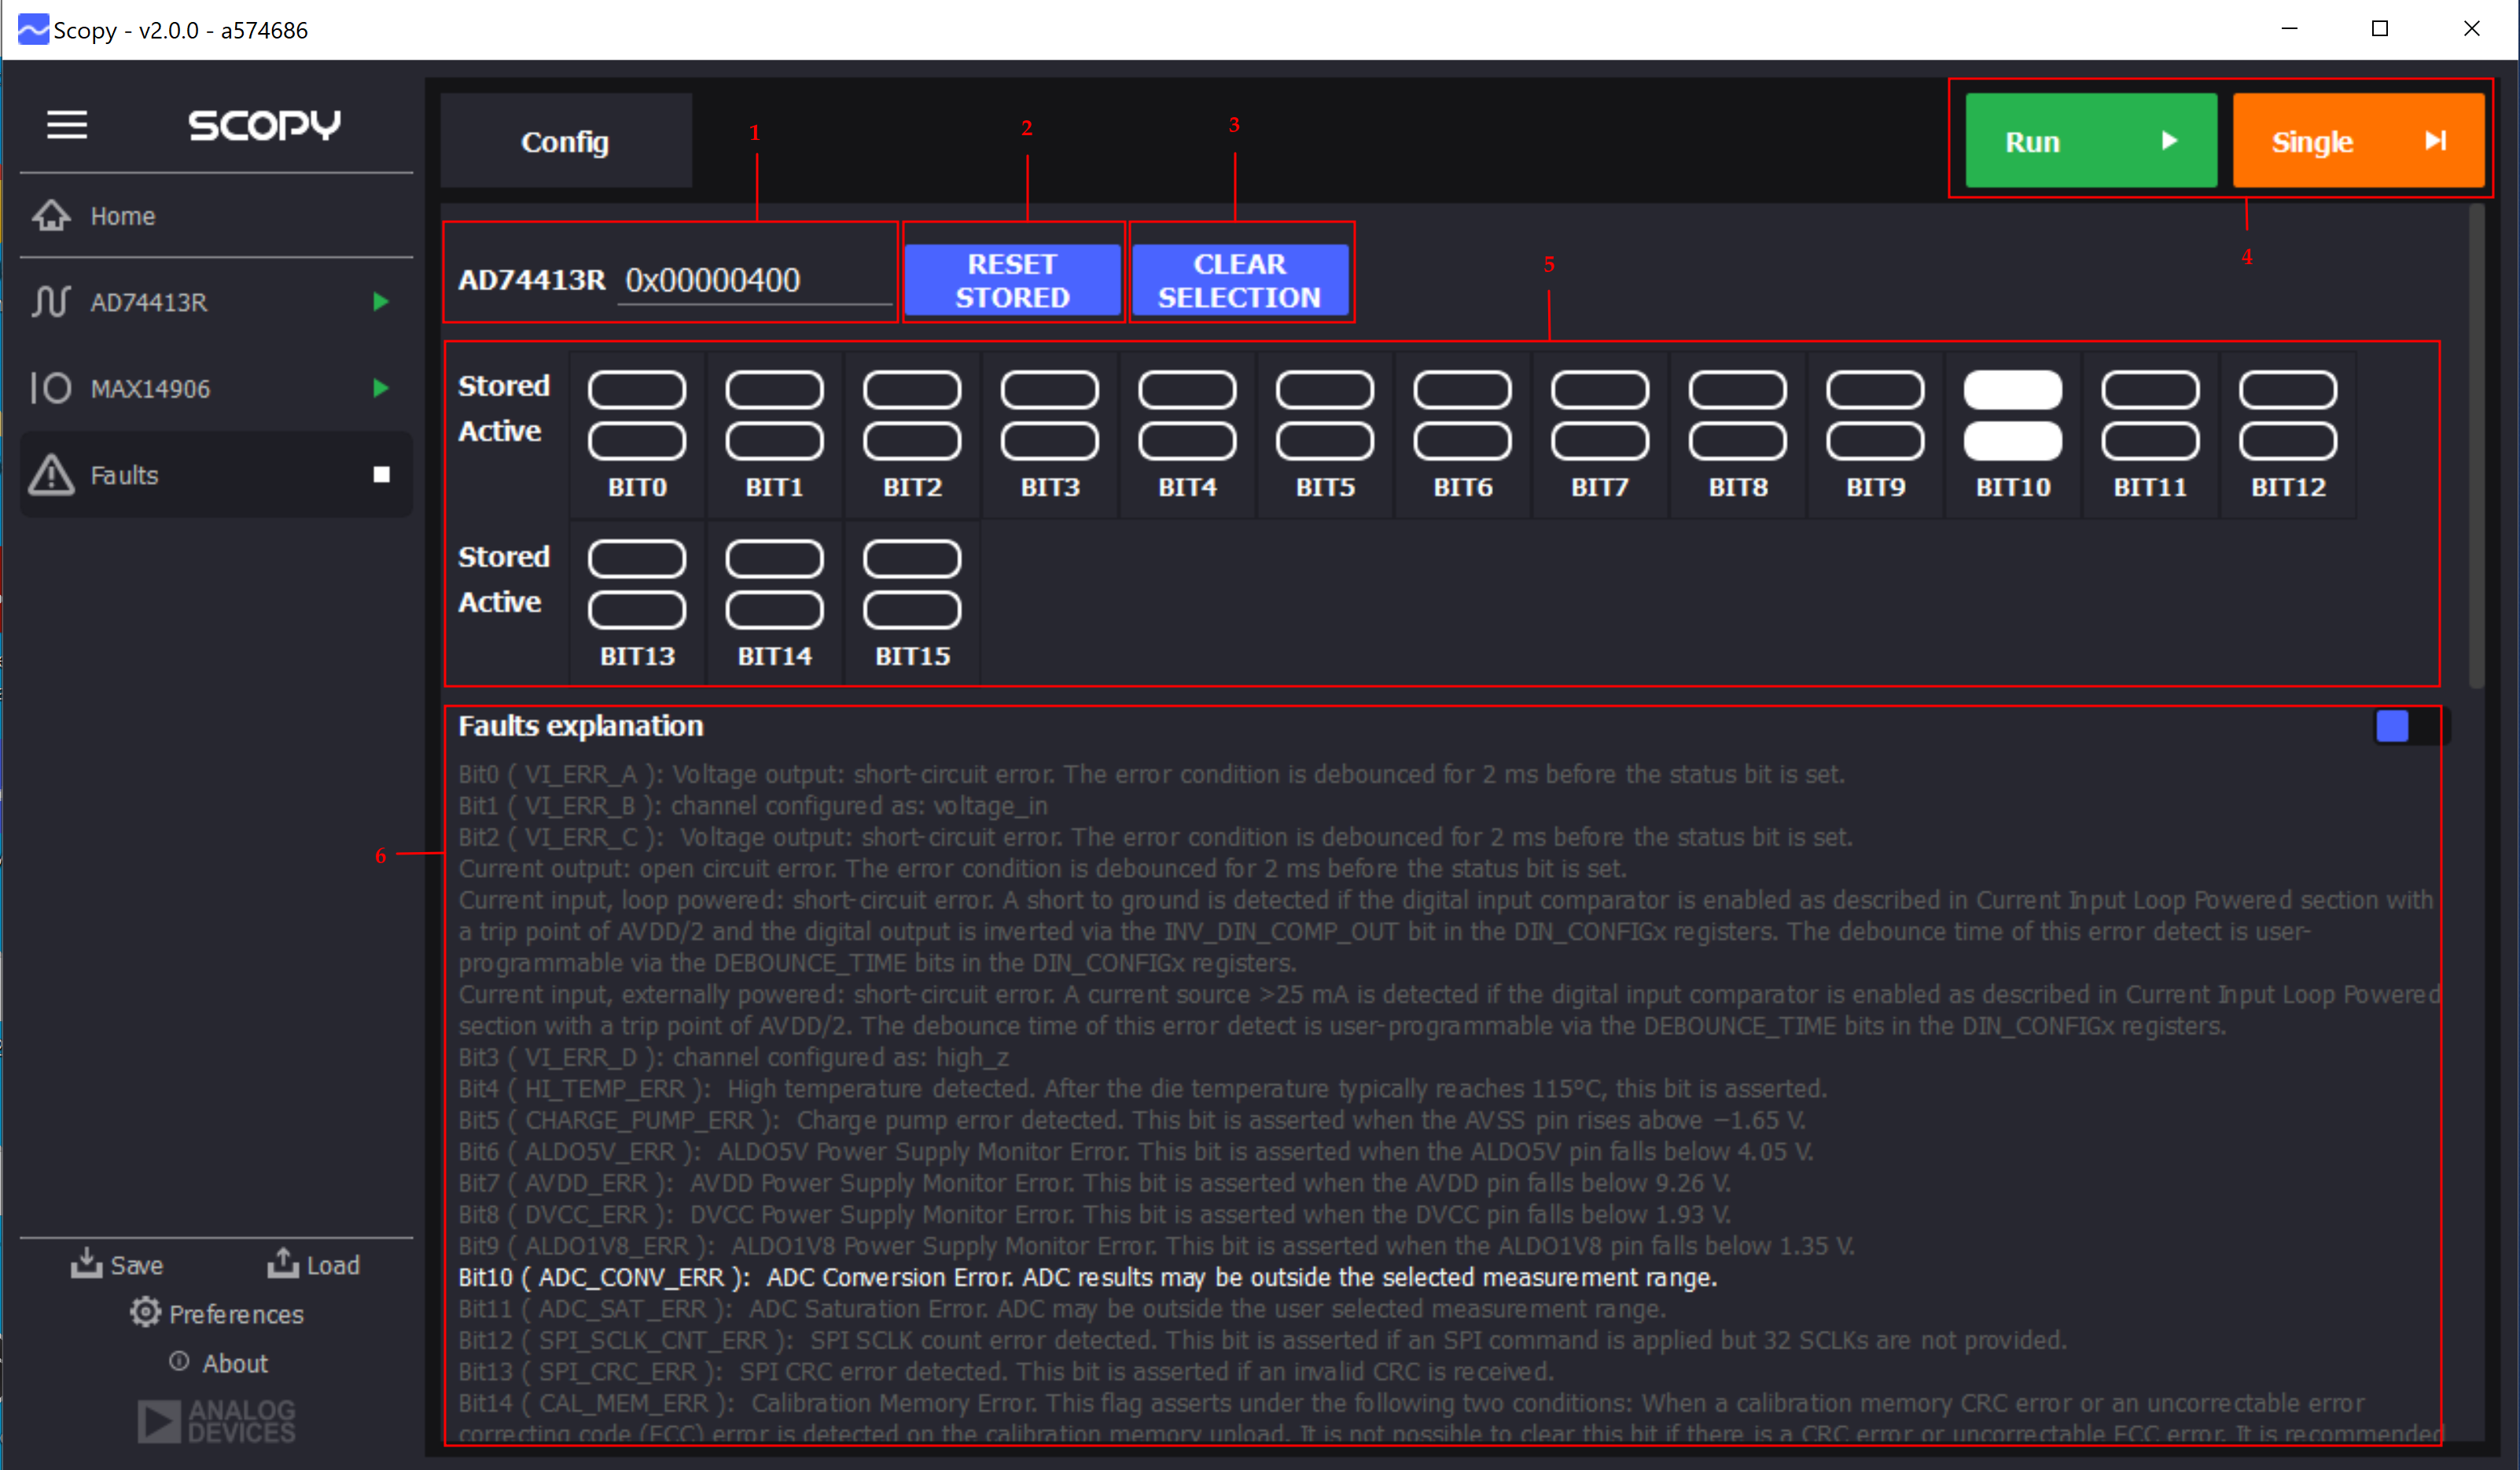 Scopy - v2.0.0 - a574686
SCOPY
Home
AD74413R
MAX14906
Faults
Save
Load
Preferences
About
ANALOG
DEVICES
Config
Run
Single
1
2
3
4
5
AD74413R 0x00000400
RESET
STORED
CLEAR
SELECTION
Stored
Active
BIT0 BIT1 BIT2 BIT3 BIT4 BIT5 BIT6 BIT7 BIT8 BIT9 BIT10 BIT11 BIT12
Stored
Active
BIT13 BIT14 BIT15
6
Faults explanation
Bit0 ( VI_ERR_A ): Voltage output: short-circuit error. The error condition is debounced for 2 ms before the status bit is set.
Bit1 ( VI_ERR_B ): channel configured as: voltage_in
Bit2 ( VI_ERR_C ):  Voltage output: short-circuit error. The error condition is debounced for 2 ms before the status bit is set.
Current output: open circuit error. The error condition is debounced for 2 ms before the status bit is set.
Current input, loop powered: short-circuit error. A short to ground is detected if the digital input comparator is enabled as described in Current Input Loop Powered section with
a trip point of AVDD/2 and the digital output is inverted via the INV_DIN_COMP_OUT bit in the DIN_CONFIGx registers. The debounce time of this error detect is user-
programmable via the DEBOUNCE_TIME bits in the DIN_CONFIGx registers.
Current input, externally powered: short-circuit error. A current source >25 mA is detected if the digital input comparator is enabled as described in Current Input Loop Powered
section with a trip point of AVDD/2. The debounce time of this error detect is user-programmable via the DEBOUNCE_TIME bits in the DIN_CONFIGx registers.
Bit3 ( VI_ERR_D ): channel configured as: high_z
Bit4 ( HI_TEMP_ERR ):  High temperature detected. After the die temperature typically reaches 115°C, this bit is asserted.
Bit5 ( CHARGE_PUMP_ERR ):  Charge pump error detected. This bit is asserted when the AVSS pin rises above −1.65 V.
Bit6 ( ALDO5V_ERR ):  ALDO5V Power Supply Monitor Error. This bit is asserted when the ALDO5V pin falls below 4.05 V.
Bit7 ( AVDD_ERR ):  AVDD Power Supply Monitor Error. This bit is asserted when the AVDD pin falls below 9.26 V.
Bit8 ( DVCC_ERR ):  DVCC Power Supply Monitor Error. This bit is asserted when the DVCC pin falls below 1.93 V.
Bit9 ( ALDO1V8_ERR ):  ALDO1V8 Power Supply Monitor Error. This bit is asserted when the ALDO1V8 pin falls below 1.35 V.
Bit10 ( ADC_CONV_ERR ):  ADC Conversion Error. ADC results may be outside the selected measurement range.
Bit11 ( ADC_SAT_ERR ):  ADC Saturation Error. ADC may be outside the user selected measurement range.
Bit12 ( SPI_SCLK_CNT_ERR ):  SPI SCLK count error detected. This bit is asserted if an SPI command is applied but 32 SCLKs are not provided.
Bit13 ( SPI_CRC_ERR ):  SPI CRC error detected. This bit is asserted if an invalid CRC is received.
Bit14 ( CAL_MEM_ERR ):  Calibration Memory Error. This flag asserts under the following two conditions: When a calibration memory CRC error or an uncorrectable error
correcting code (ECC) error is detected on the calibration memory upload. It is not possible to clear this bit if there is a CRC error or uncorrectable ECC error. It is recommended